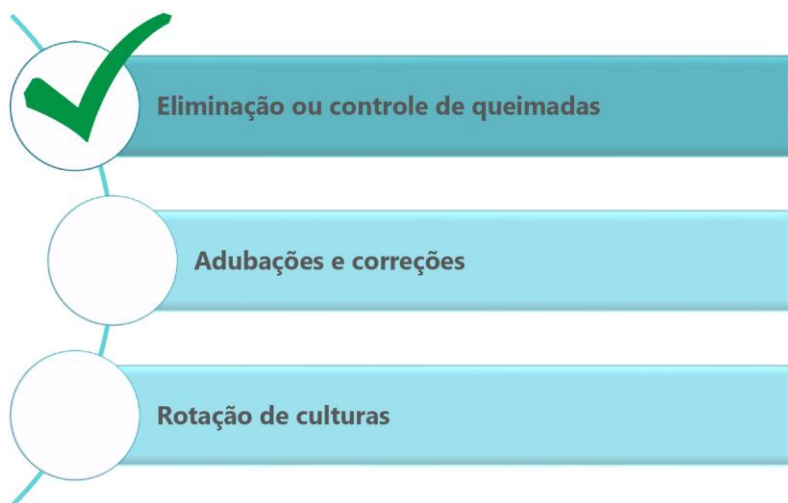 Eliminação ou controle de queimadas
Adubações e correções
Rotação de culturas